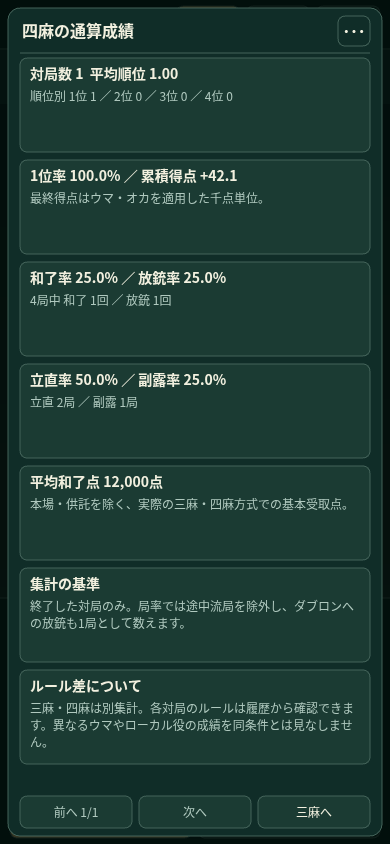 四麻の通算成績
…
対局数 1 平均順位 1.00
順位別 1位 1 ／ 2位 0 ／ 3位 0 ／ 4位 0
1位率 100.0% ／ 累積得点 +42.1
最終得点はウマ・オカを適用した千点単位。
和了率 25.0% ／ 放銃率 25.0%
4局中 和了 1回 ／ 放銃 1回
立直率 50.0% ／ 副露率 25.0%
立直 2局 ／ 副露 1局
平均和了点 12,000点
本場・供託を除く、実際の三麻・四麻方式での基本受取点。
集計の基準
終了した対局のみ。局率では途中流局を除外し、ダブロンへ
の放銃も1局として数えます。
ルール差について
三麻・四麻は別集計。各対局のルールは履歴から確認できま
す。異なるウマやローカル役の成績を同条件とは見なしませ
ん。
前へ 1/1
次へ
三麻へ